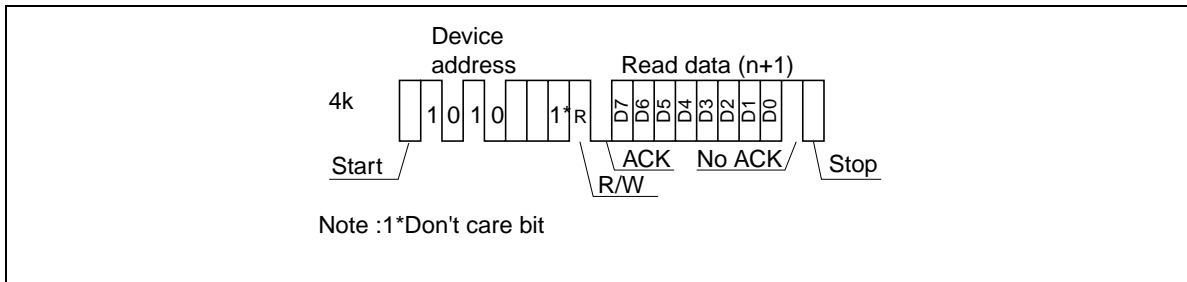 Device
address
Read data (n+1)
4k
1 0 1 0 1* R D7 D6 D5 D4 D3 D2 D1 D0
Start
ACK
No ACK
Stop
R/W
Note :1*Don't care bit